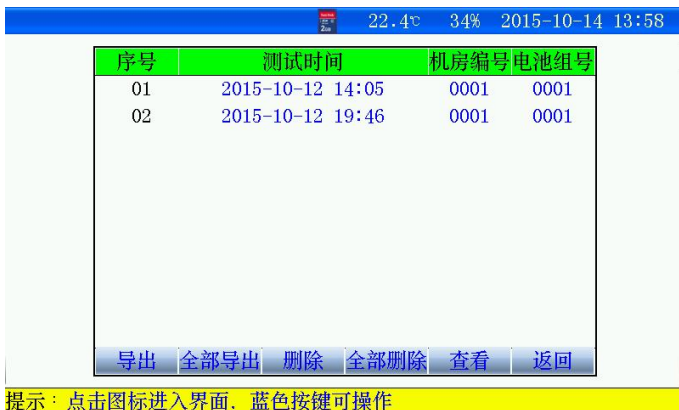 22.4℃ 34% 2015-10-14 13:58
序号 测试时间 机房编号 电池组号
01 2015-10-12 14:05 0001 0001
02 2015-10-12 19:46 0001 0001
导出 全部导出 删除 全部删除 查看 返回
提示：点击图标进入界面．蓝色按键可操作